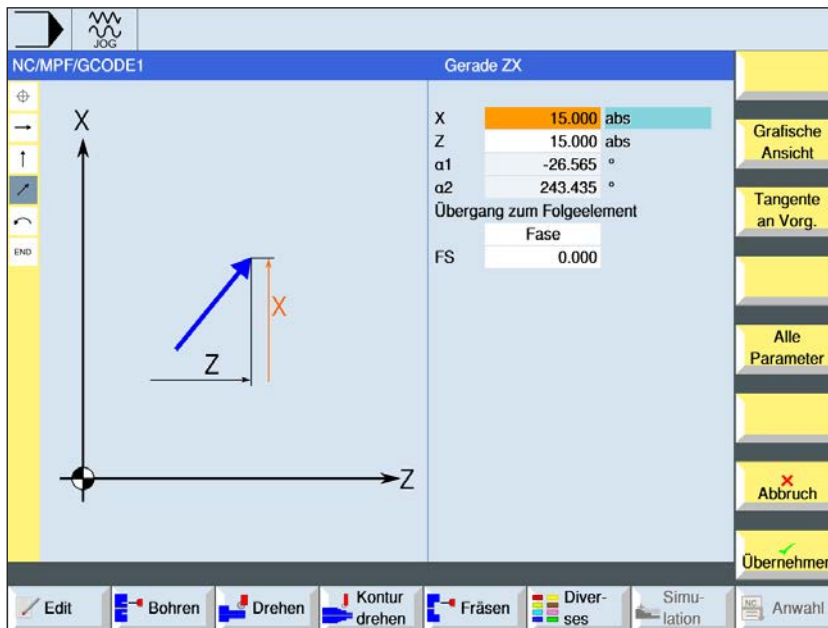 JOG
NC/MPF/GCODE1
Gerade ZX
X 15.000 abs
Z 15.000 abs
α1 -26.565 °
α2 243.435 °
Übergang zum Folgeelement
Fase
FS 0.000
END
X
X
Z
Z
Grafische
Ansicht
Tangente
an Vorg.
Alle
Parameter
Abbruch
Übernehmen
Edit
Bohren
Drehen
Kontur
drehen
Fräsen
Diver-
ses
Simu-
lation
NC
Anwahl